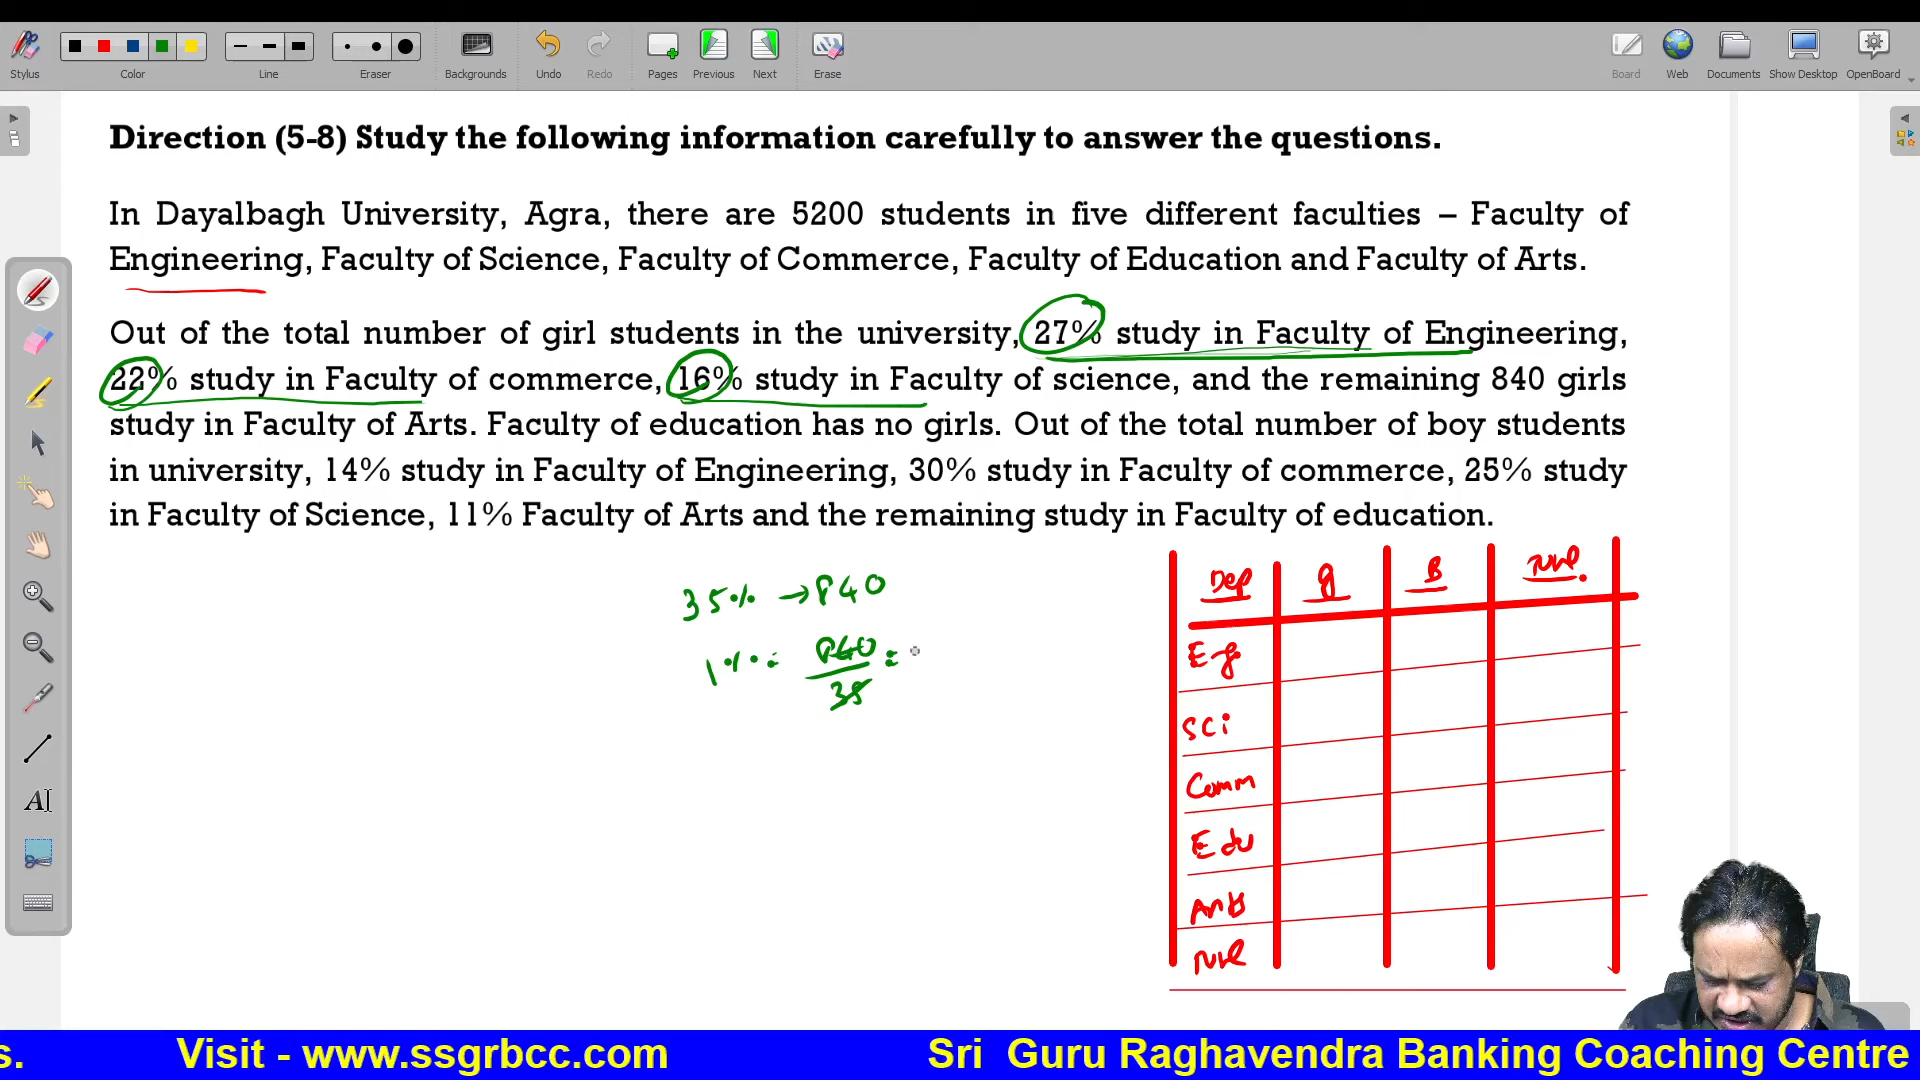 Stylus
Color
Line
Eraser
Backgrounds
Undo
Redo
Pages
Previous
Next
Erase
Board
Web
Documents
Show Desktop
OpenBoard
Direction (5-8) Study the following information carefully to answer the questions.
In Dayalbagh University, Agra, there are 5200 students in five different faculties – Faculty of
Engineering, Faculty of Science, Faculty of Commerce, Faculty of Education and Faculty of Arts.
Out of the total number of girl students in the university, 27% study in Faculty of Engineering,
22% study in Faculty of commerce, 16% study in Faculty of science, and the remaining 840 girls
study in Faculty of Arts. Faculty of education has no girls. Out of the total number of boy students
in university, 14% study in Faculty of Engineering, 30% study in Faculty of commerce, 25% study
in Faculty of Science, 11% Faculty of Arts and the remaining study in Faculty of education.
35% → 840
1% = 840/35 =
Dep g B
Eg
Sci
Comm
Edu
Arts
s. Visit - www.ssgrbcc.com Sri Guru Raghavendra Banking Coaching Centre